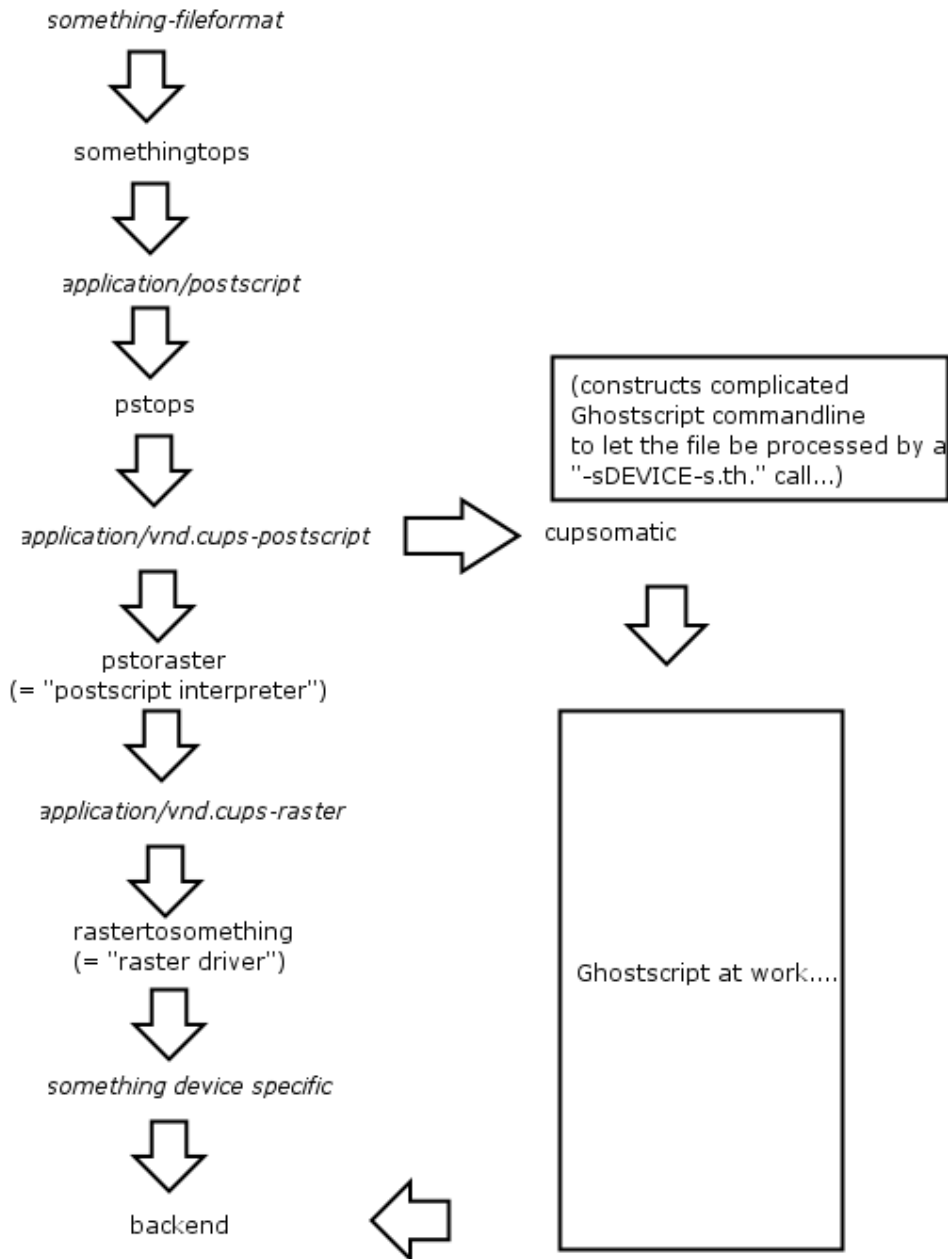 something-fileformat
somethingtops
application/postscript
pstops
(constructs complicated
Ghostscript commandline
to let the file be processed by a
"-sDEVICE-s.th." call...)
application/vnd.cups-postscript
cupsomatic
pstoraster
(= "postscript interpreter")
application/vnd.cups-raster
rastertosomething
(= "raster driver")
Ghostscript at work....
something device specific
backend